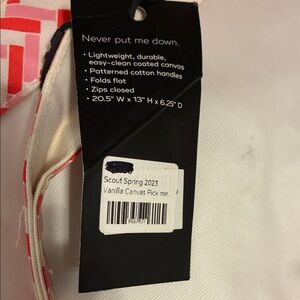 Never put me down.
• Lightweight, durable,
easy-clean coated canvas
• Patterned cotton handles
• Folds flat
• Zips closed
• 20.5" W x 13" H x 6.25" D
Scout Spring 2023
Vanilla Canvas Pick me...